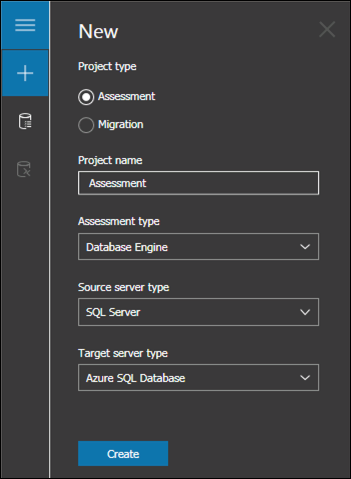 New
Project type
Assessment
Migration
Project name
Assessment
Assessment type
Database Engine
Source server type
SQL Server
Target server type
Azure SQL Database
Create